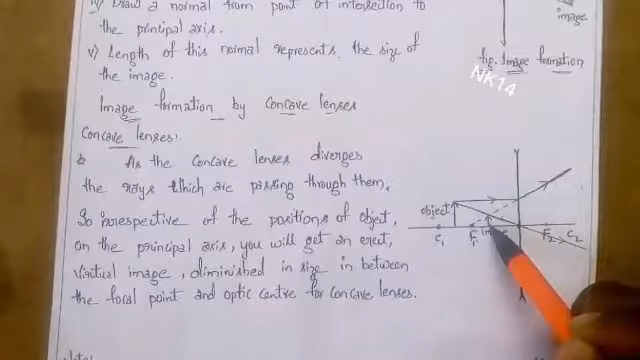 iv) Draw a normal from point of intersection to
the principal axis.
v) Length of this normal represents the size of
the image.
image
fig. Image formation
NK14
Image formation by Concave lenses
Concave lenses:
As the Concave lenses diverges
the rays which are passing through them.
So irrespective of the positions of object,
on the principal axis, you will get an erect,
virtual image, diminished in size in between
the focal point and optic centre for concave lenses.
object
C1 F1 F2 C2